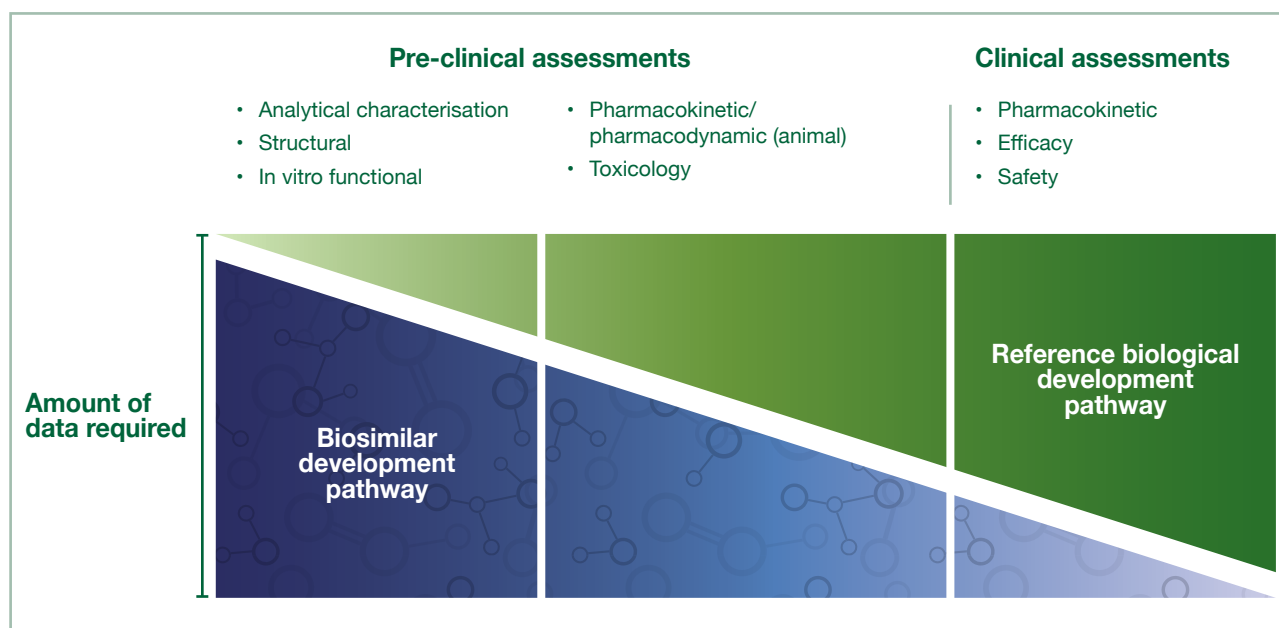 Pre-clinical assessments
• Analytical characterisation
• Structural
• In vitro functional
• Pharmacokinetic/
pharmacodynamic (animal)
• Toxicology
Clinical assessments
• Pharmacokinetic
• Efficacy
• Safety
Amount of
data required
Biosimilar
development
pathway
Reference biological
development
pathway